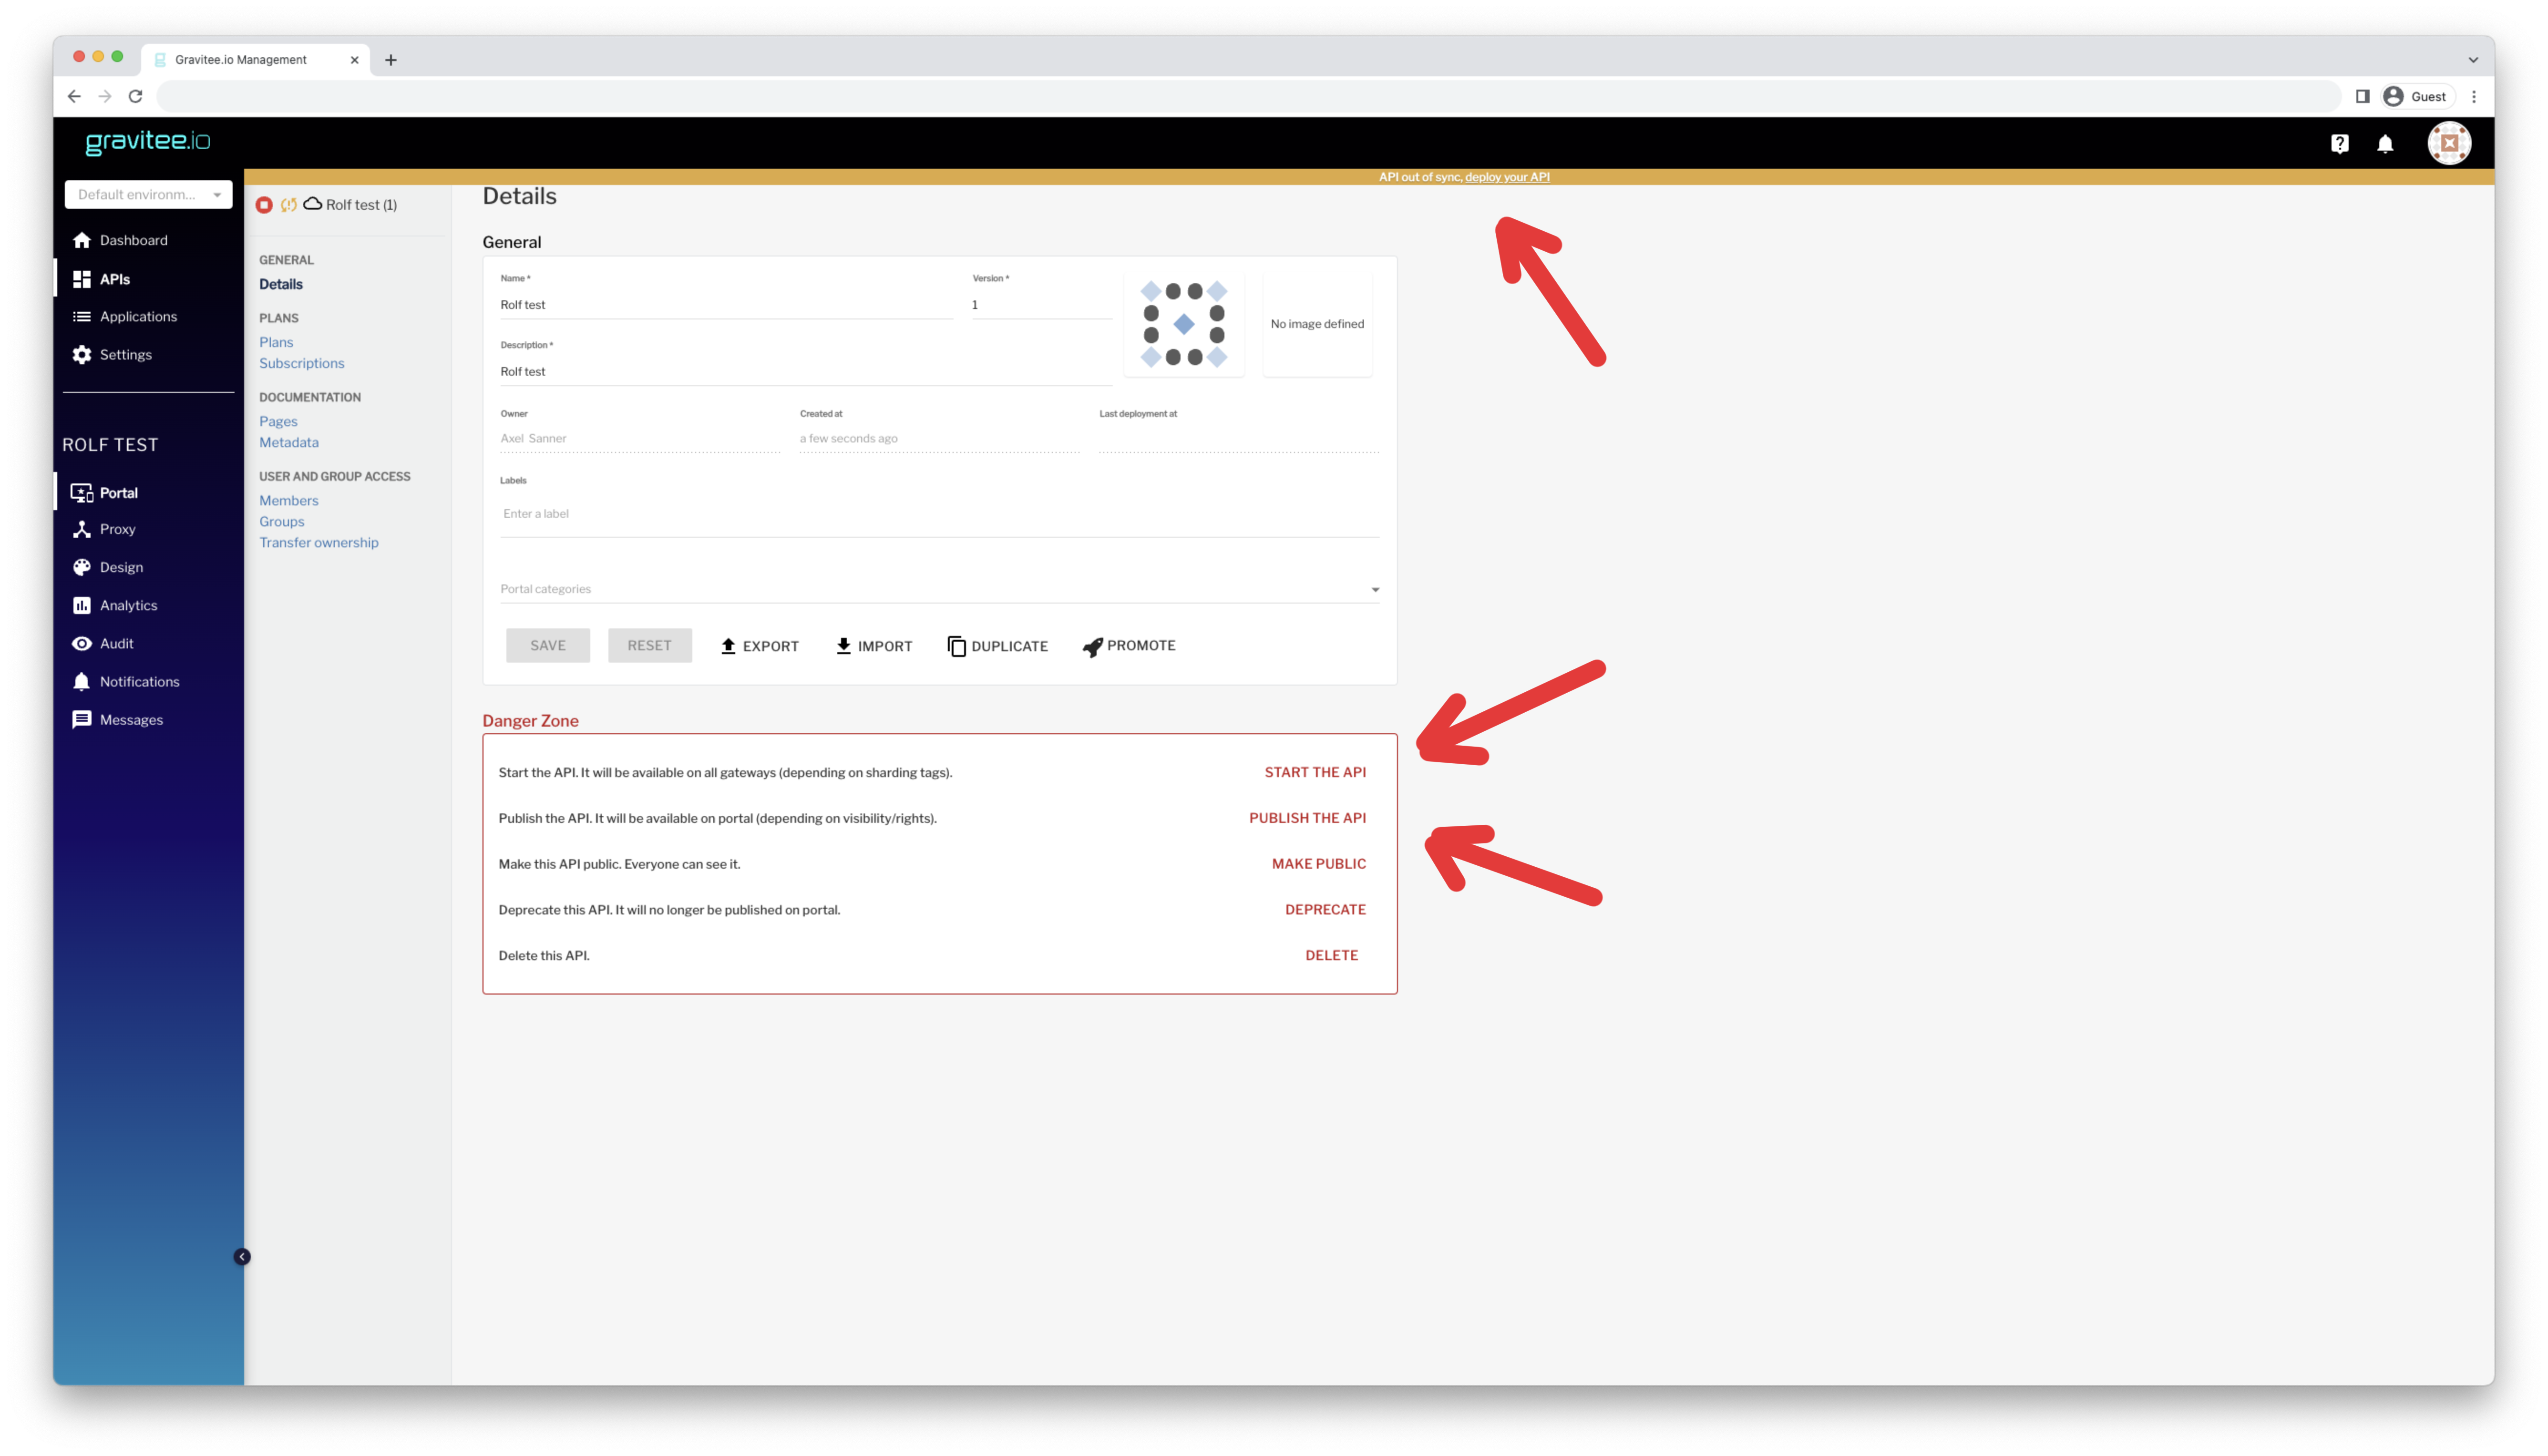 Gravitee.io Management
Guest
gravitee.io
API out of sync, deploy your API
Default environm...
Dashboard
APIs
Applications
Settings
ROLF TEST
Portal
Proxy
Design
Analytics
Audit
Notifications
Messages
Rolf test (1)
GENERAL
Details
PLANS
Plans
Subscriptions
DOCUMENTATION
Pages
Metadata
USER AND GROUP ACCESS
Members
Groups
Transfer ownership
Details
General
Name *
Rolf test
Version *
1
Description *
Rolf test
No image defined
Owner
Axel Sanner
Created at
a few seconds ago
Last deployment at
Labels
Enter a label
Portal categories
SAVE
RESET
EXPORT
IMPORT
DUPLICATE
PROMOTE
Danger Zone
Start the API. It will be available on all gateways (depending on sharding tags).
START THE API
Publish the API. It will be available on portal (depending on visibility/rights).
PUBLISH THE API
Make this API public. Everyone can see it.
MAKE PUBLIC
Deprecate this API. It will no longer be published on portal.
DEPRECATE
Delete this API.
DELETE